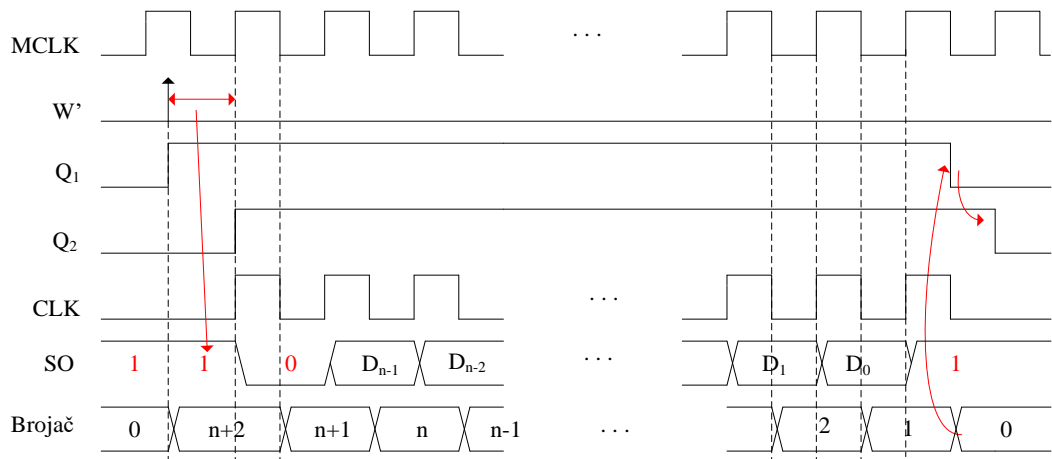 MCLK . . .
W'
Q1
Q2
CLK . . .
SO 1 1 0 Dn-1 Dn-2 . . . D1 D0 1
Brojač 0 n+2 n+1 n n-1 . . . 2 1 0